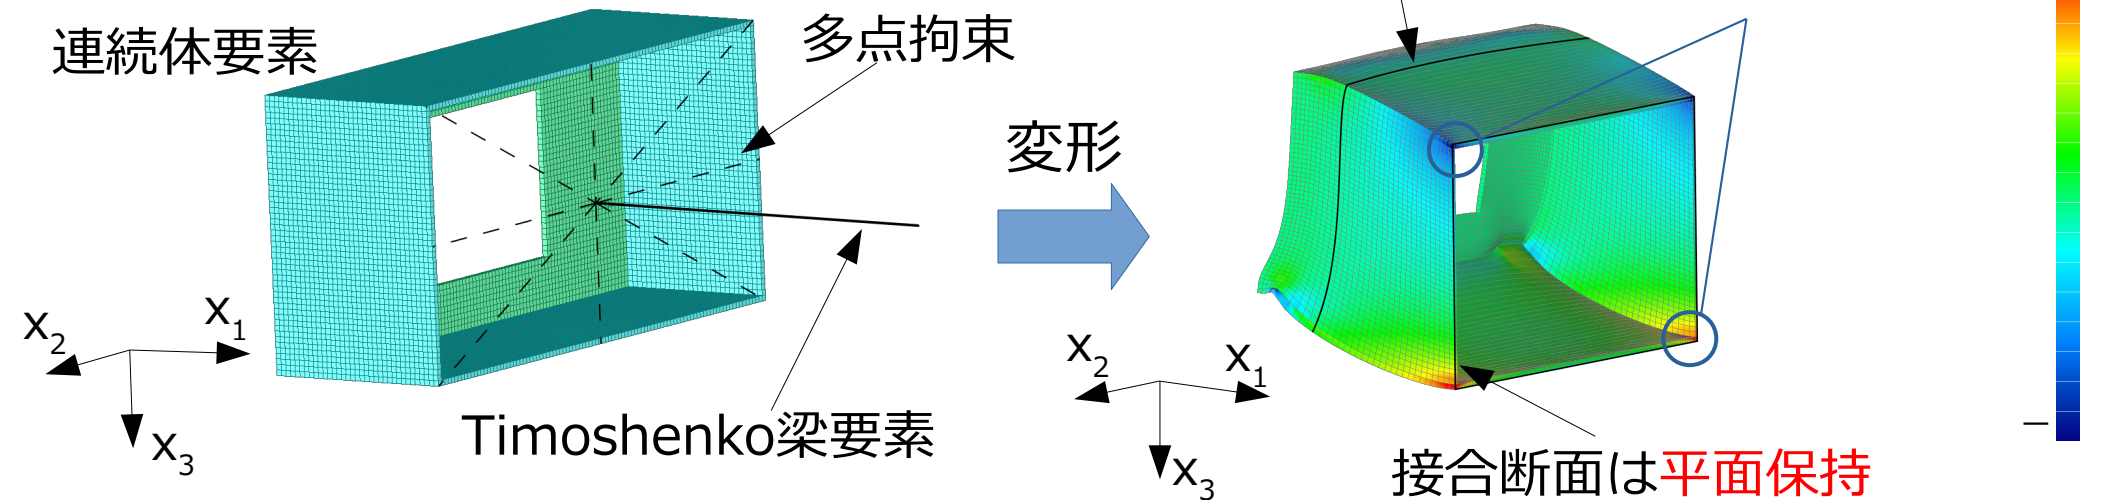 連続体要素
多点拘束
変形
x2
x1
x3
Timoshenko梁要素
x2
x1
x3
接合断面は平面保持